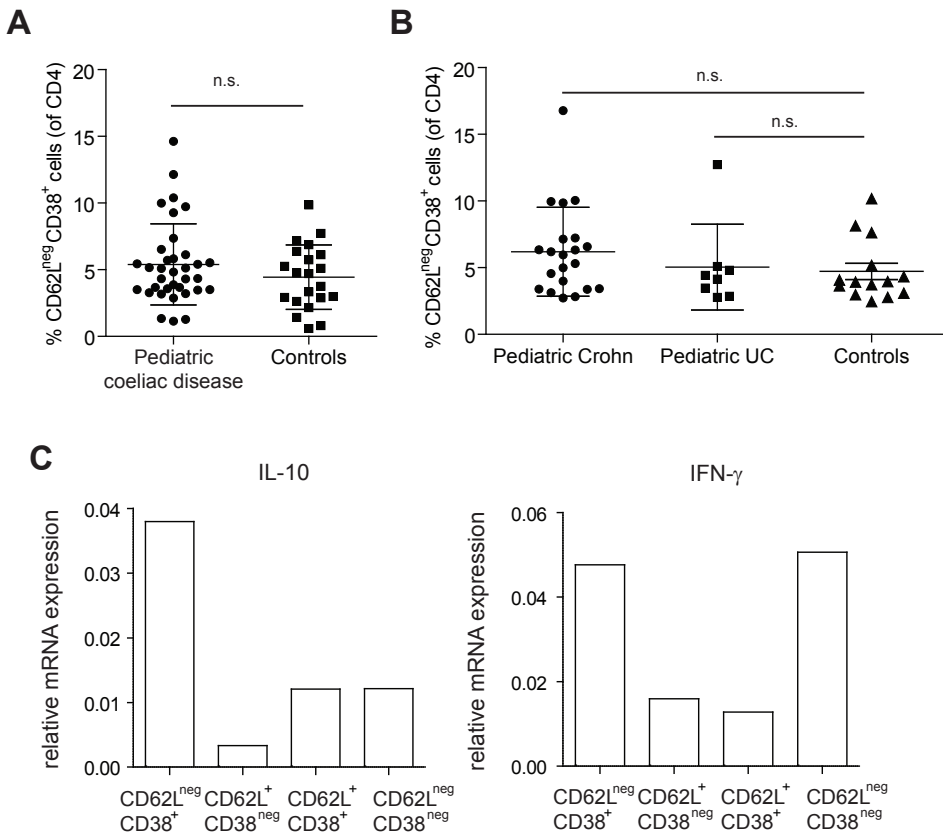 A
% CD62L^neg CD38^+ cells (of CD4)
20
15
10
5
0
n.s.
Pediatric
coeliac disease
Controls
B
% CD62L^neg CD38^+ cells (of CD4)
20
15
10
5
0
n.s.
n.s.
Pediatric Crohn
Pediatric UC
Controls
C
IL-10
relative mRNA expression
0.04
0.03
0.02
0.01
0.00
CD62L^neg
CD38^+
CD62L^+
CD38^neg
CD62L^+
CD38^+
CD62L^neg
CD38^neg
IFN-γ
relative mRNA expression
0.06
0.04
0.02
0.00
CD62L^neg
CD38^+
CD62L^+
CD38^neg
CD62L^+
CD38^+
CD62L^neg
CD38^neg